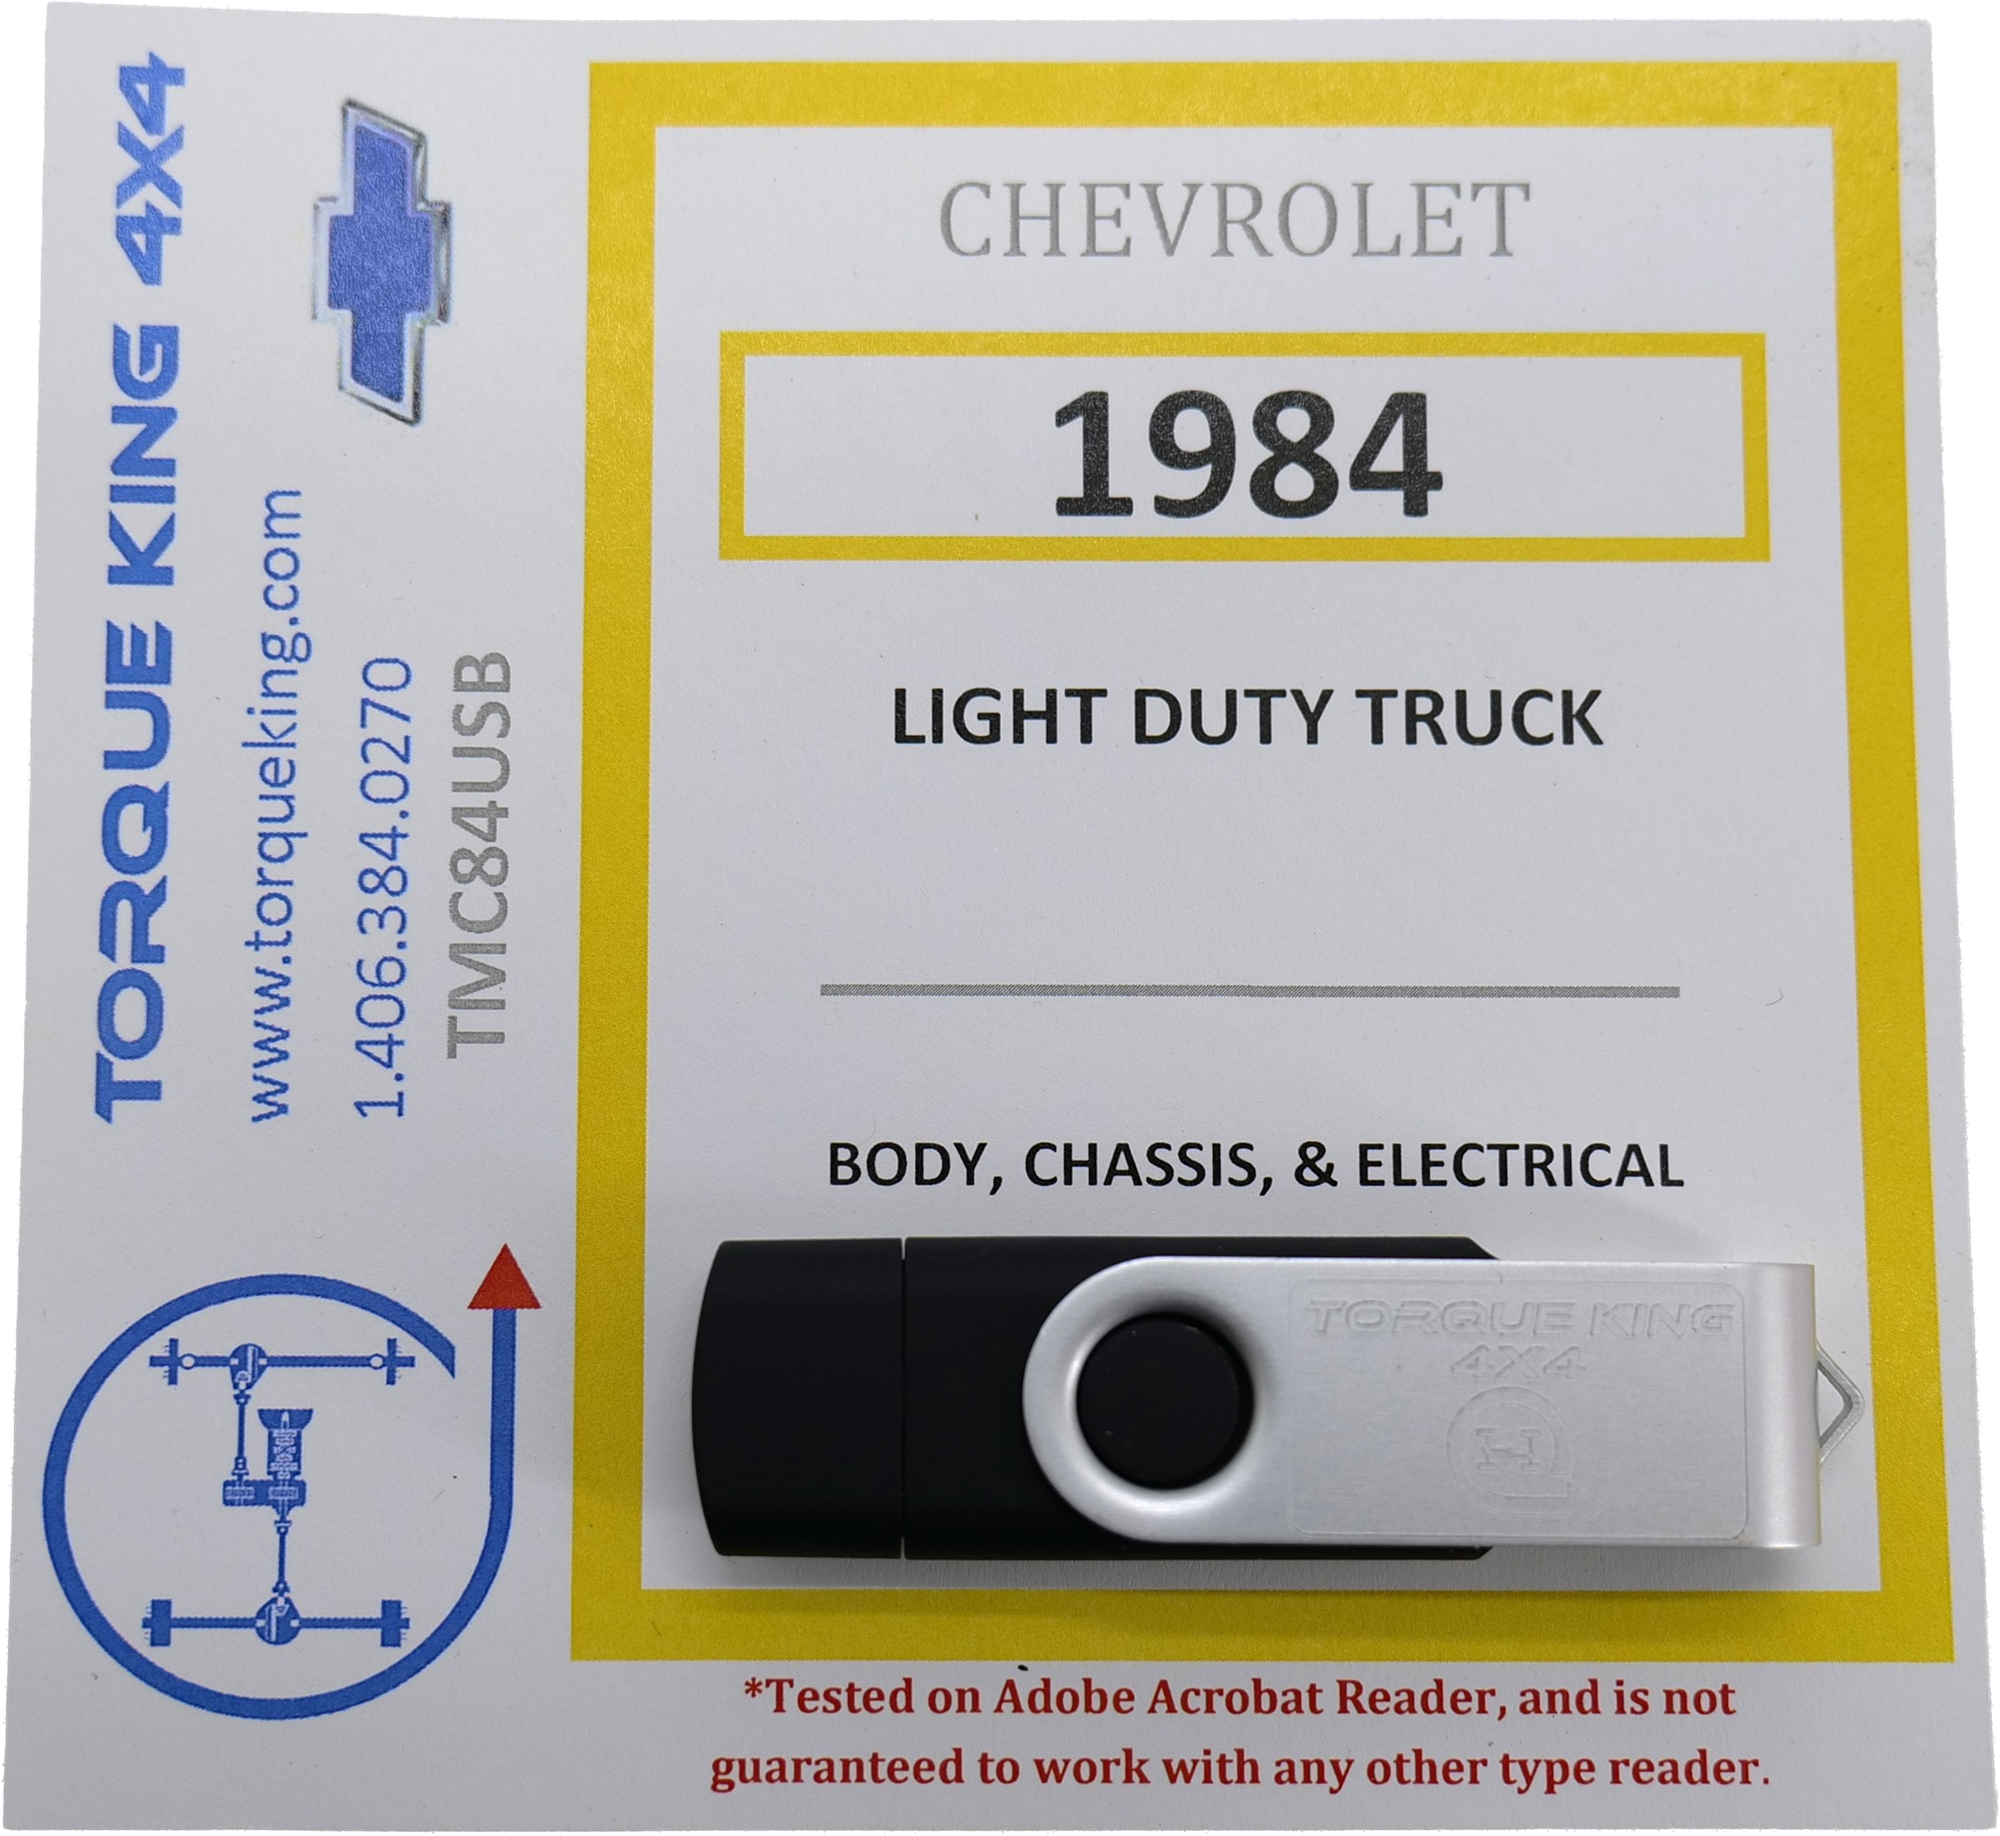 TORQUE KING 4X4
www.torqueking.com
1.406.384.0270
TMC84USB
CHEVROLET
1984
LIGHT DUTY TRUCK
BODY, CHASSIS, & ELECTRICAL
TORQUE KING
4X4
*Tested on Adobe Acrobat Reader, and is not
guaranteed to work with any other type reader.